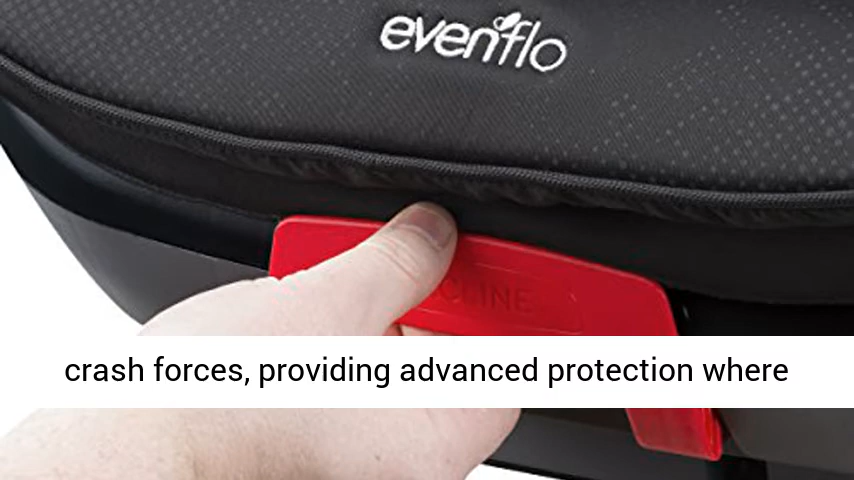 evenflo
crash forces, providing advanced protection where